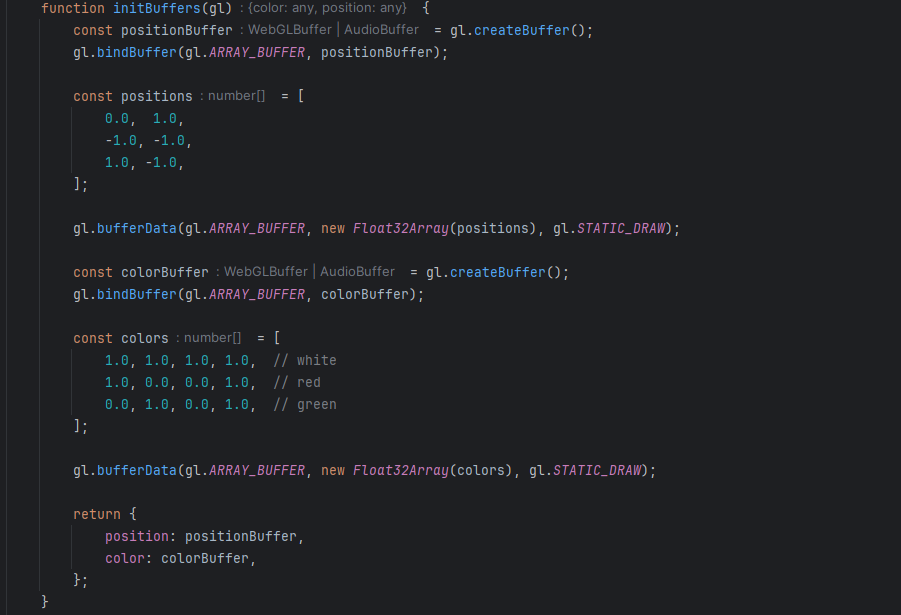 function initBuffers(gl) : {color: any, position: any}  {
    const positionBuffer : WebGLBuffer | AudioBuffer  = gl.createBuffer();
    gl.bindBuffer(gl.ARRAY_BUFFER, positionBuffer);

    const positions : number[]  = [
        0.0,  1.0,
        -1.0, -1.0,
        1.0, -1.0,
    ];

    gl.bufferData(gl.ARRAY_BUFFER, new Float32Array(positions), gl.STATIC_DRAW);

    const colorBuffer : WebGLBuffer | AudioBuffer  = gl.createBuffer();
    gl.bindBuffer(gl.ARRAY_BUFFER, colorBuffer);

    const colors : number[]  = [
        1.0, 1.0, 1.0, 1.0,  // white
        1.0, 0.0, 0.0, 1.0,  // red
        0.0, 1.0, 0.0, 1.0,  // green
    ];

    gl.bufferData(gl.ARRAY_BUFFER, new Float32Array(colors), gl.STATIC_DRAW);

    return {
        position: positionBuffer,
        color: colorBuffer,
    };
}